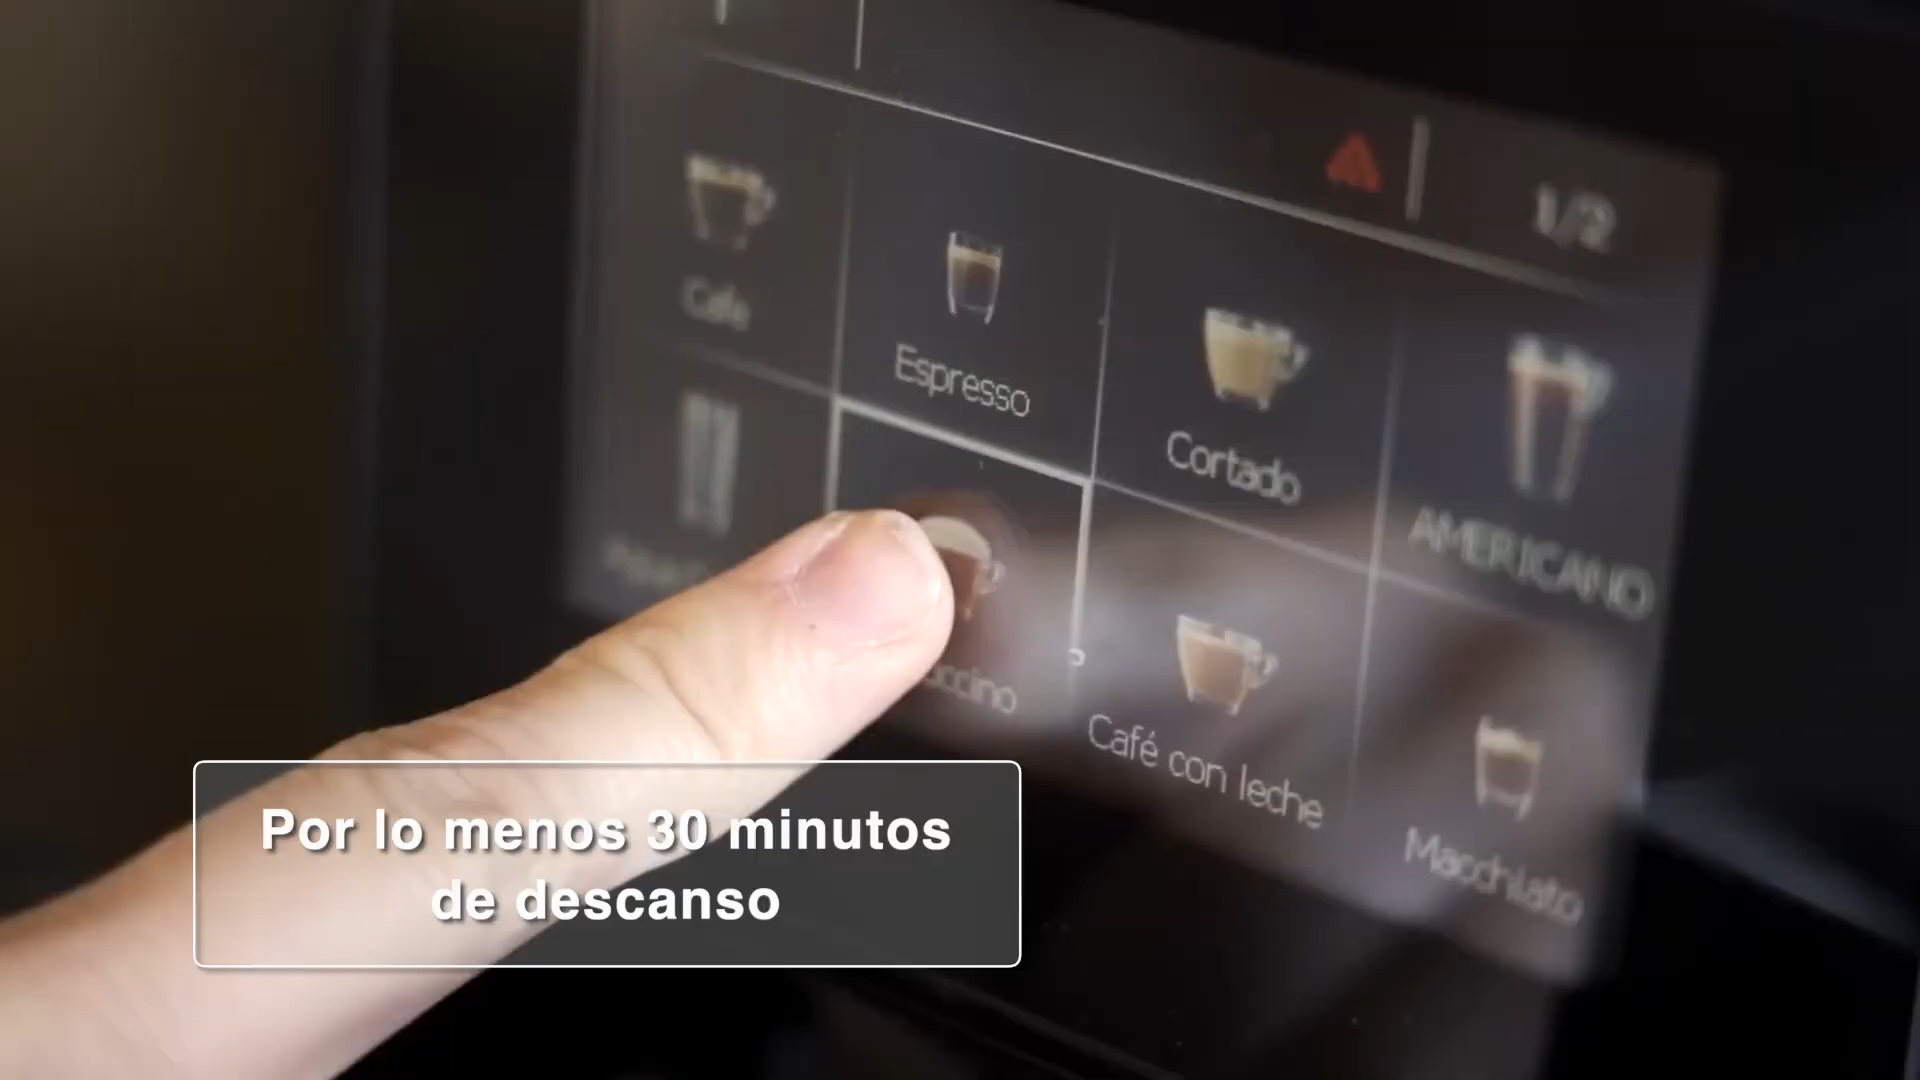 1/2
Café
Espresso
Cortado
AMERICANO
Café con leche
Macchiato
Por lo menos 30 minutos
de descanso